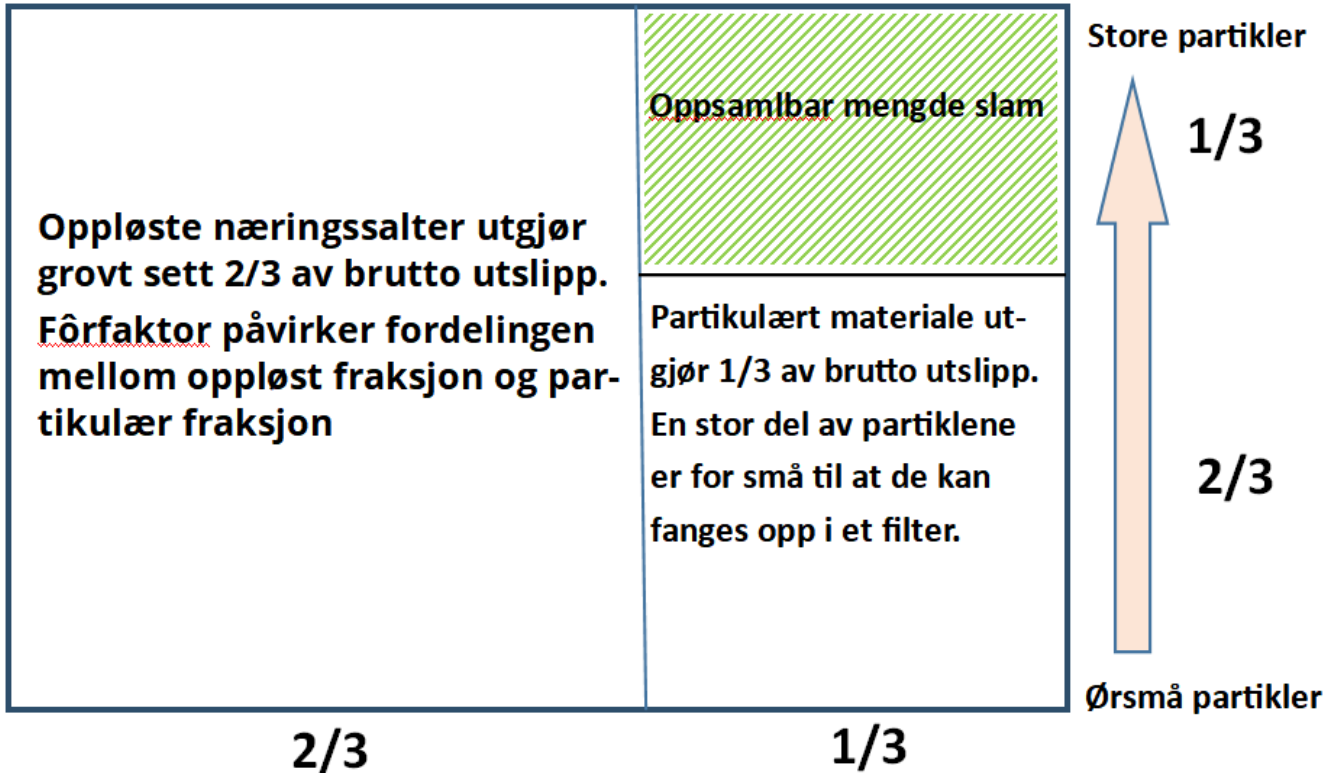 Oppløste næringssalter utgjør
grovt sett 2/3 av brutto utslipp.
Fôrfaktor påvirker fordelingen
mellom oppløst fraksjon og par-
tikulær fraksjon
Oppsamlbar mengde slam
Partikulært materiale ut-
gjør 1/3 av brutto utslipp.
En stor del av partiklene
er for små til at de kan
fanges opp i et filter.
Store partikler
1/3
2/3
Ørsmå partikler
2/3
1/3